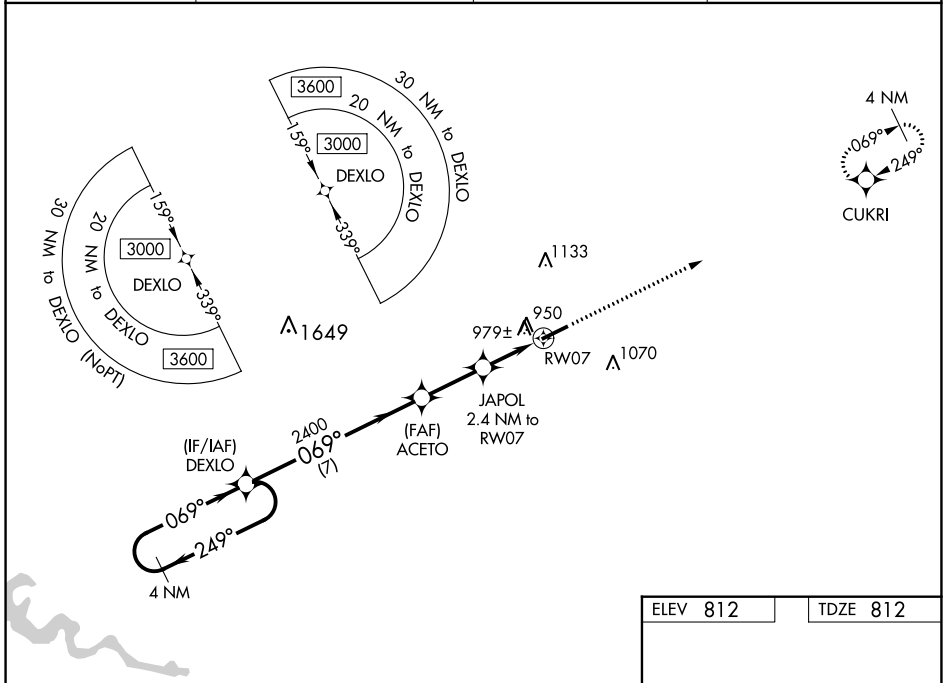 3600
30 NM to DEXLO
20 NM to DEXLO
159°
3000
DEXLO
339°
4 NM
069°
249°
CUKRI
159°
30 NM to DEXLO (NoPT)
20 NM to DEXLO
3000
DEXLO
339°
3600
1133
1649
979±
950
RW07
1070
JAPOL
2.4 NM to
RW07
(FAF)
ACETO
2400
069°
(7)
(IF/IAF)
DEXLO
069°
249°
4 NM
ELEV 812
TDZE 812